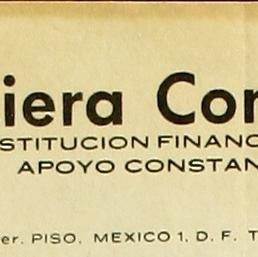 iera Con
STITUCION FINANC
APOYO CONSTAN
er. PISO, MEXICO 1, D. F. T